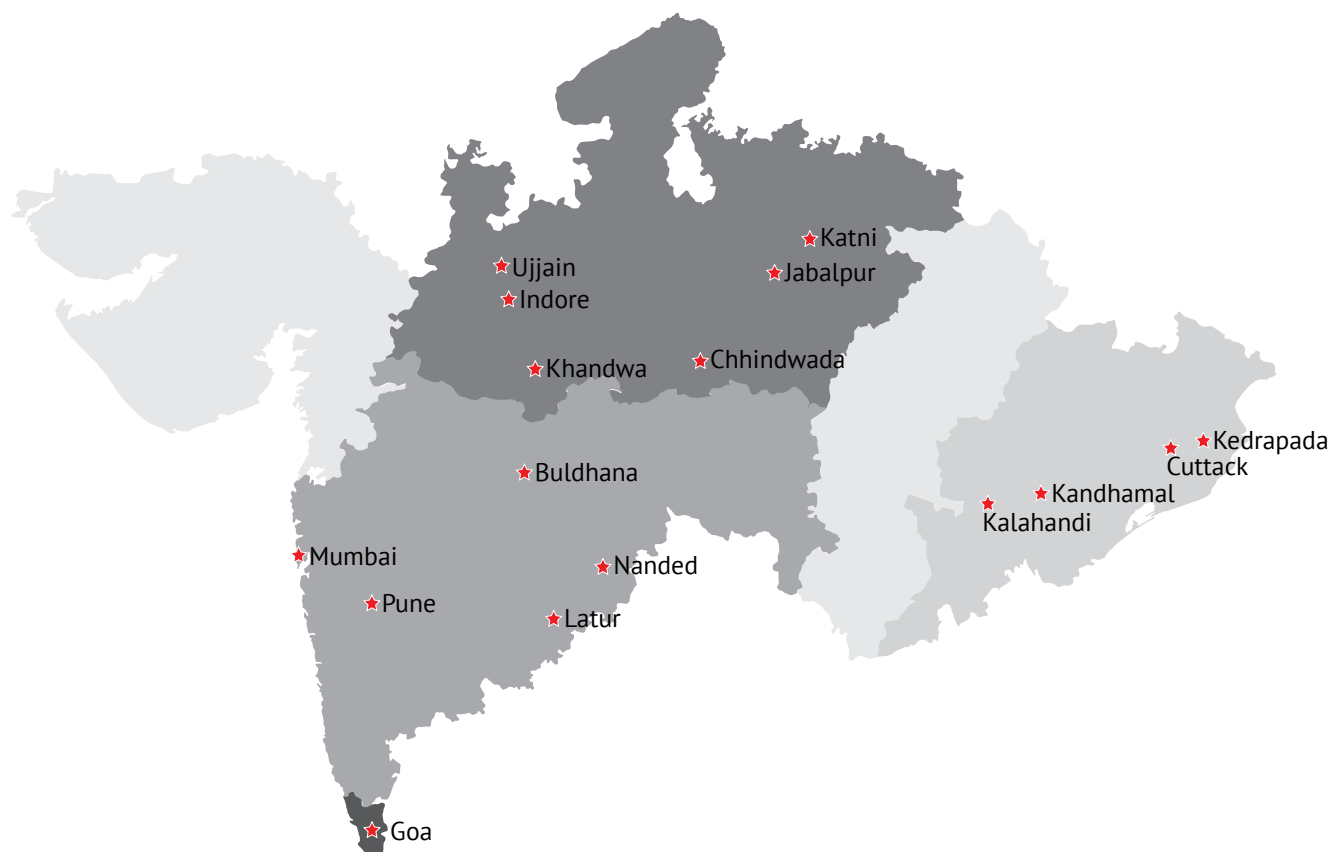 Katni
Ujjain
Jabalpur
Indore
Chhindwada
Khandwa
Kedrapada
Cuttack
Buldhana
Kandhamal
Kalahandi
Mumbai
Nanded
Pune
Latur
Goa